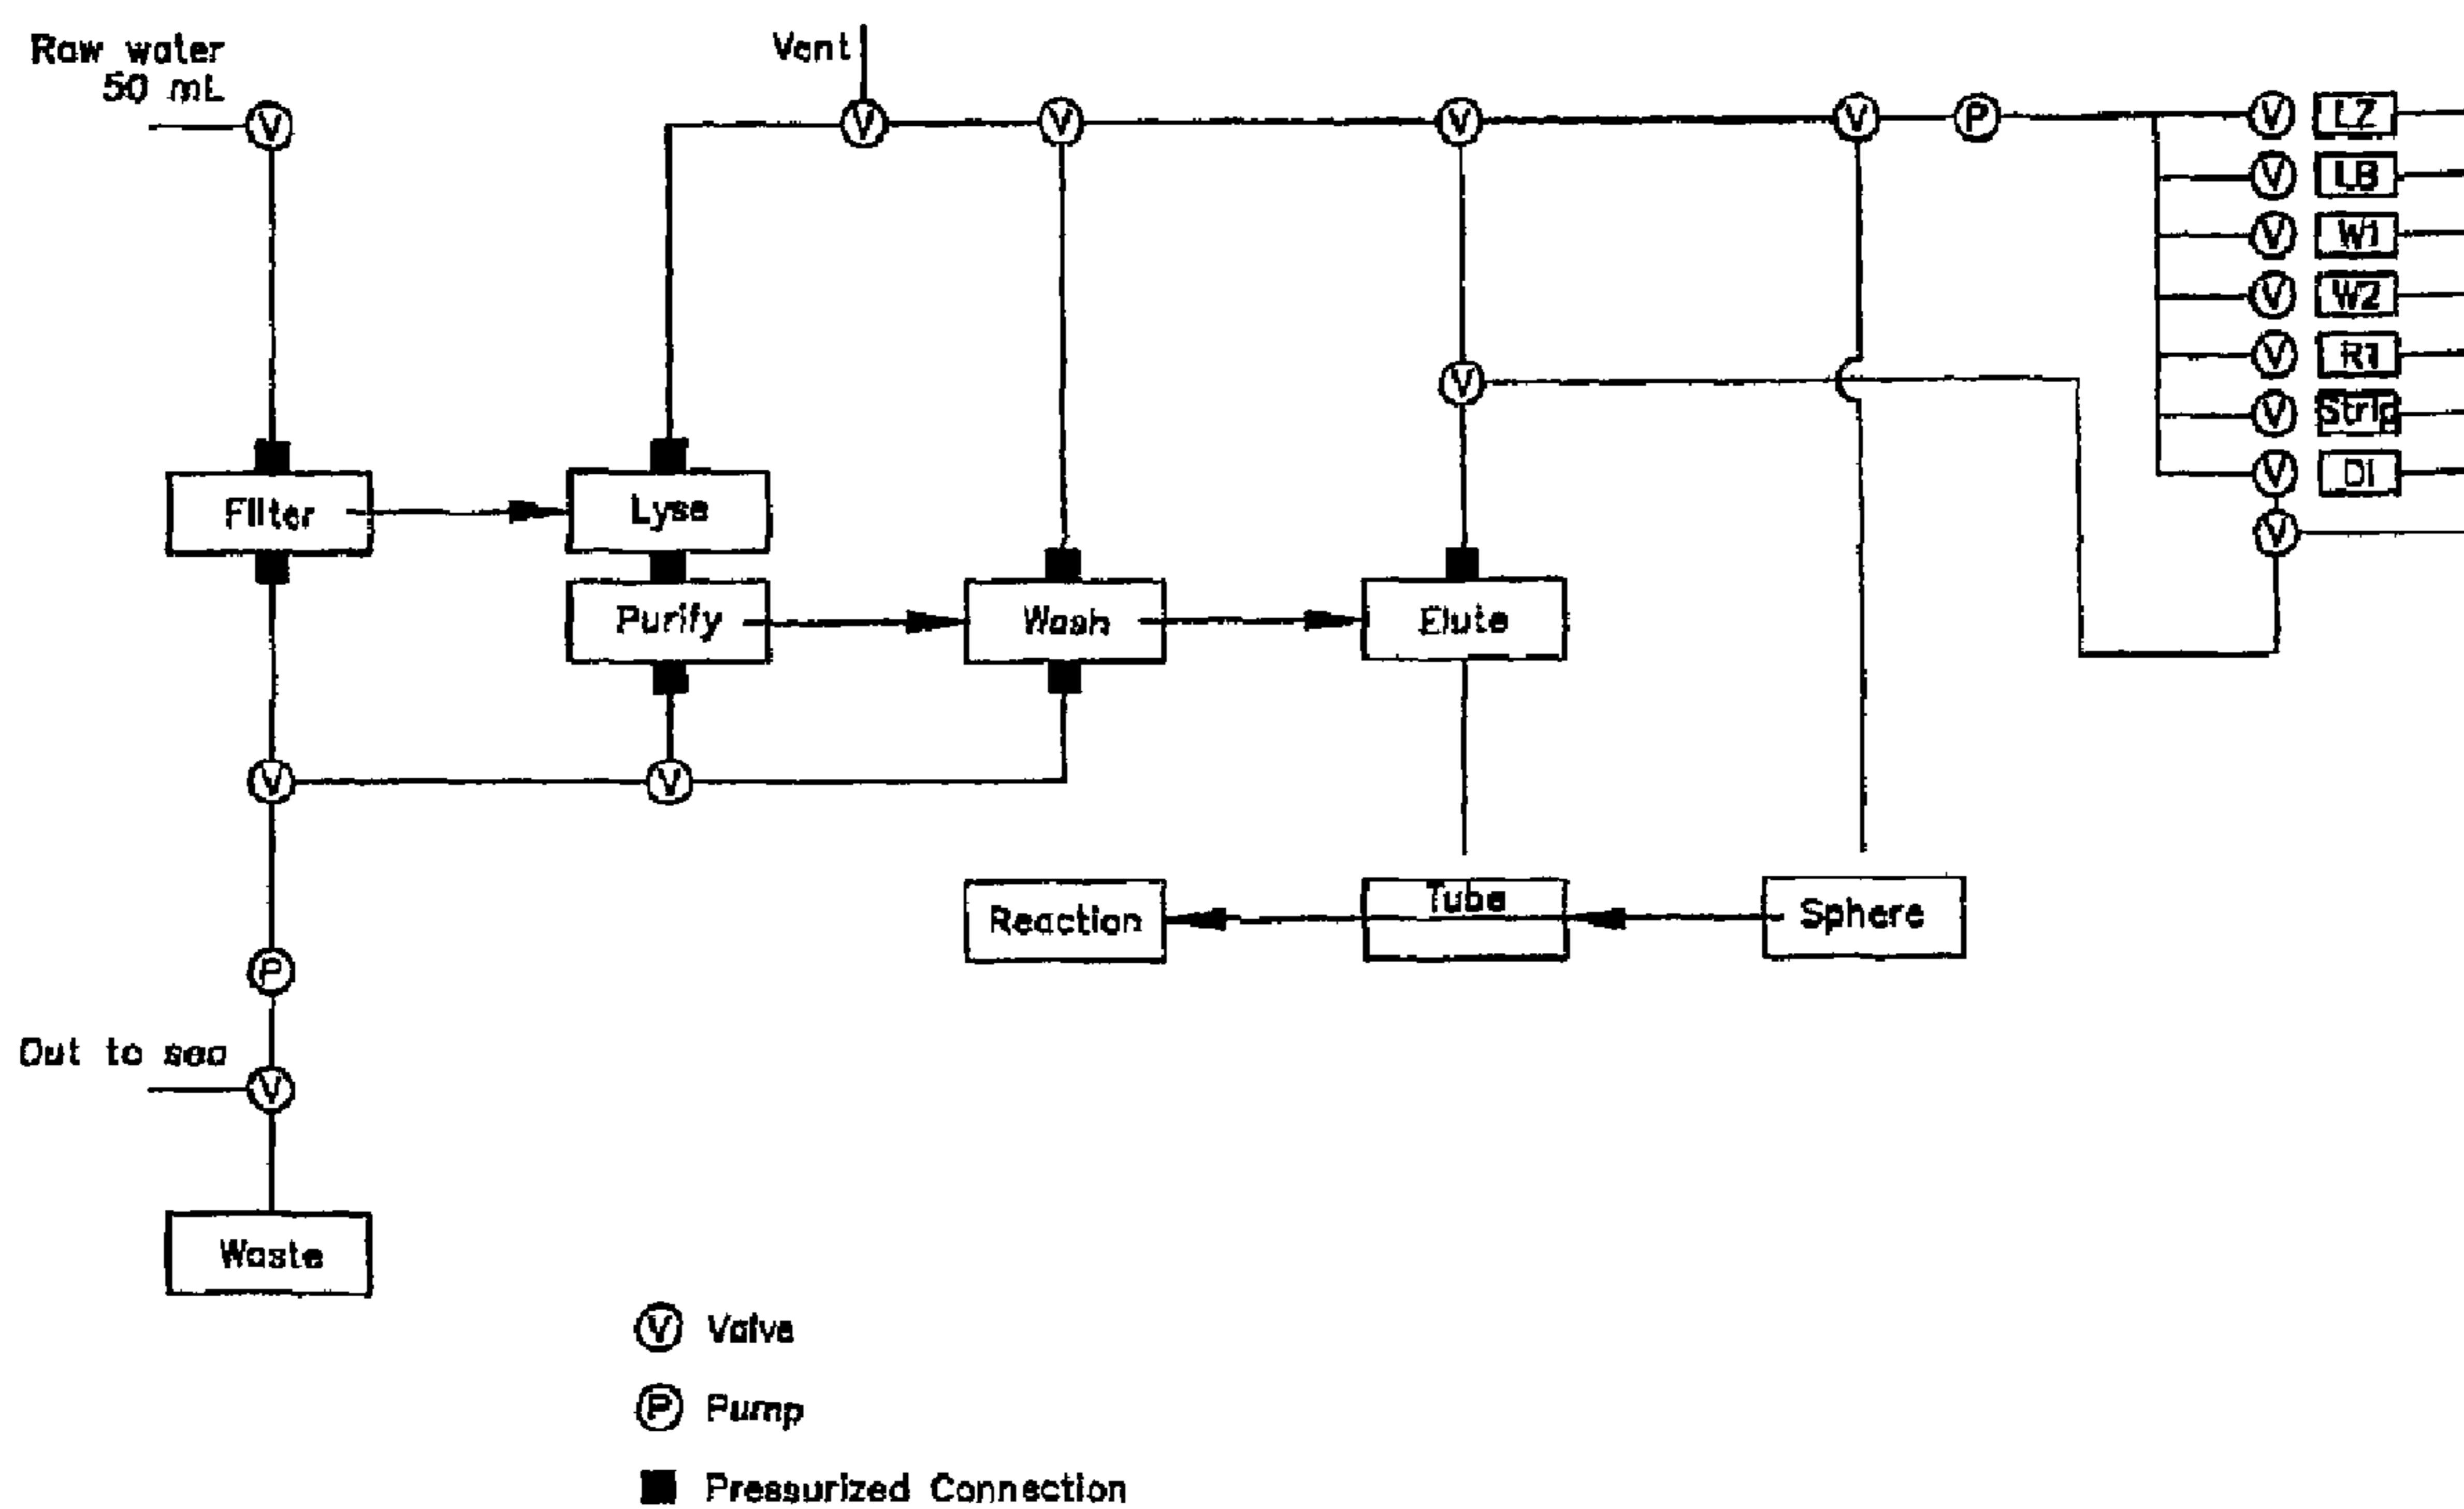 Raw water
50 mL
Vent
V
V
V
V
V
P
V
LZ
V
LB
V
W1
V
W2
V
R1
V
V
Strip
V
DI
V
Filter
Lyse
Purify
Wash
Elute
V
V
Reaction
Tube
Sphere
P
Out to sea
V
Waste
V Valve
P Pump
Pressurized Connection